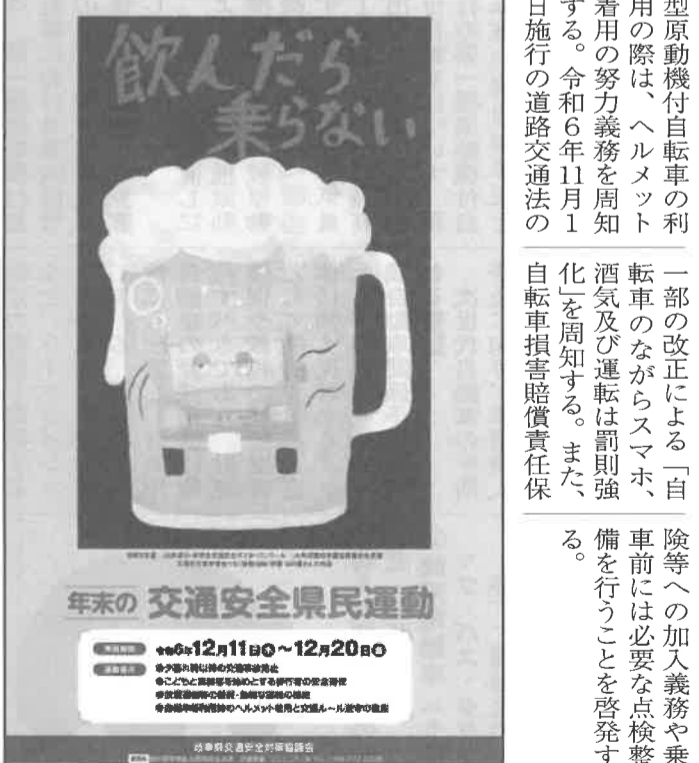 型原動機付自転車の利
用の際は、ヘルメット
着用の努力義務を周知
する。令和6年11月1
日施行の道路交通法の
一部の改正による「自
転車のながらスマホ、
酒気及び運転は罰則強
化」を周知する。また、
自転車損害賠償責任保
険等への加入義務や乗
車前には必要な点検整
備を行うことを啓発す
る。
飲んだら
乗らない
年末の 交通安全県民運動
令和6年12月11日〜12月20日
岐阜県交通安全対策協議会